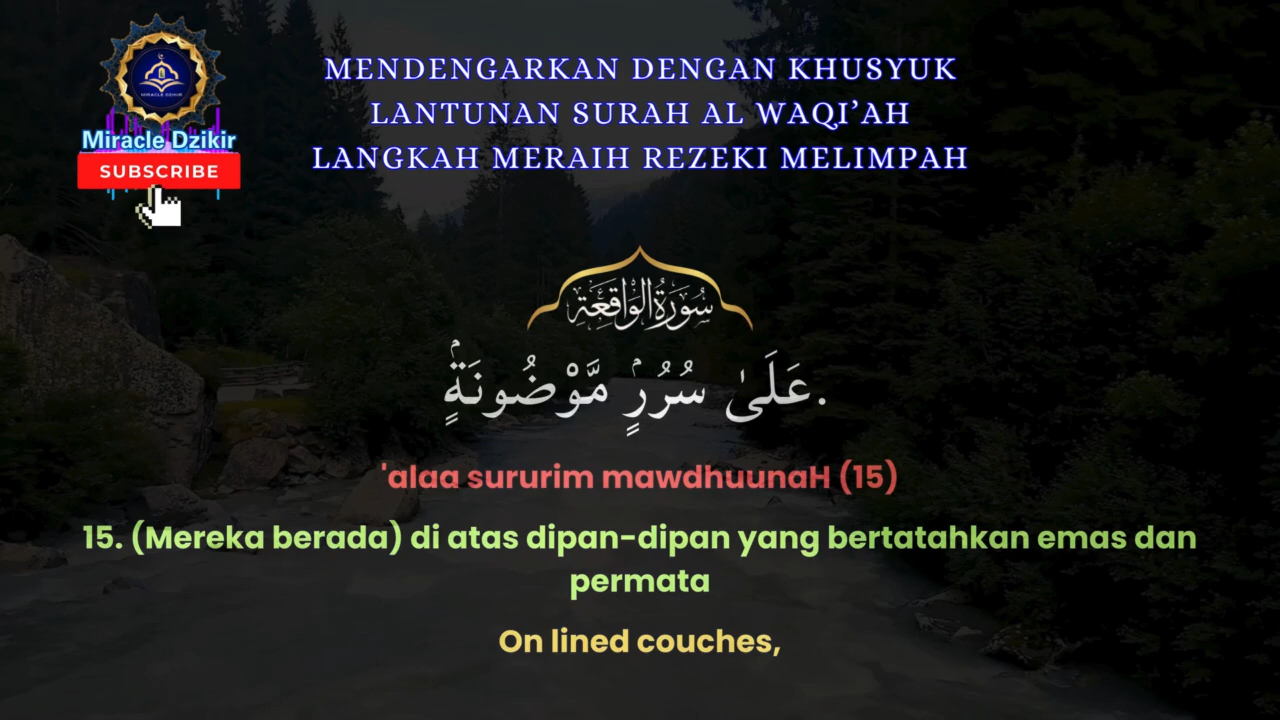 MENDENGARKAN DENGAN KHUSYUK
LANTUNAN SURAH AL WAQI’AH
LANGKAH MERAIH REZEKI MELIMPAH
MIRACLE DZIKIR
Miracle Dzikir
SUBSCRIBE
سُورَةُ الوَاقِعَةِ
عَلَىٰ سُرُرٍۢ مَّوْضُونَةٍۢ.
'alaa sururim mawdhuunaH (15)
15. (Mereka berada) di atas dipan-dipan yang bertatahkan emas dan
permata
On lined couches,